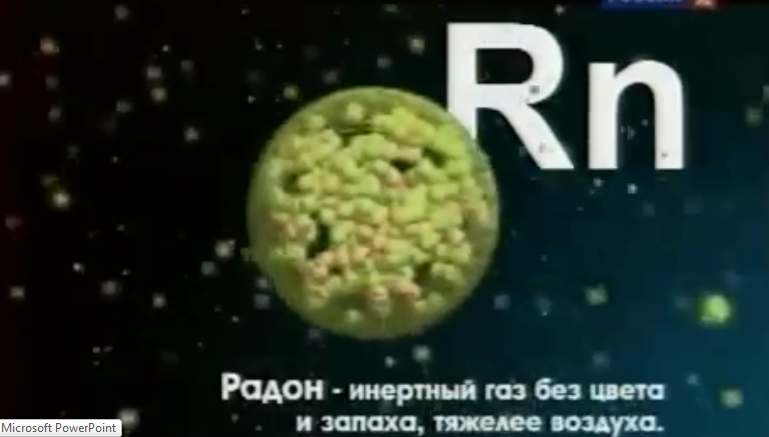 Rn
Радон - инертный газ без цвета
и запаха, тяжелее воздуха.
Microsoft PowerPoint